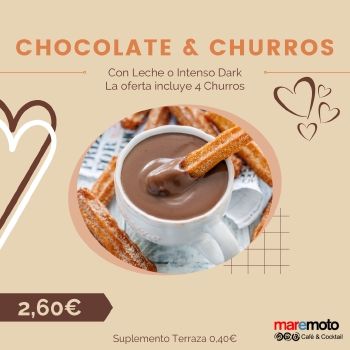 CHOCOLATE & CHURROS
Con Leche o Intenso Dark
La oferta incluye 4 Churros
2,60€
maremoto
Café & Cocktail
Suplemento Terraza 0,40€